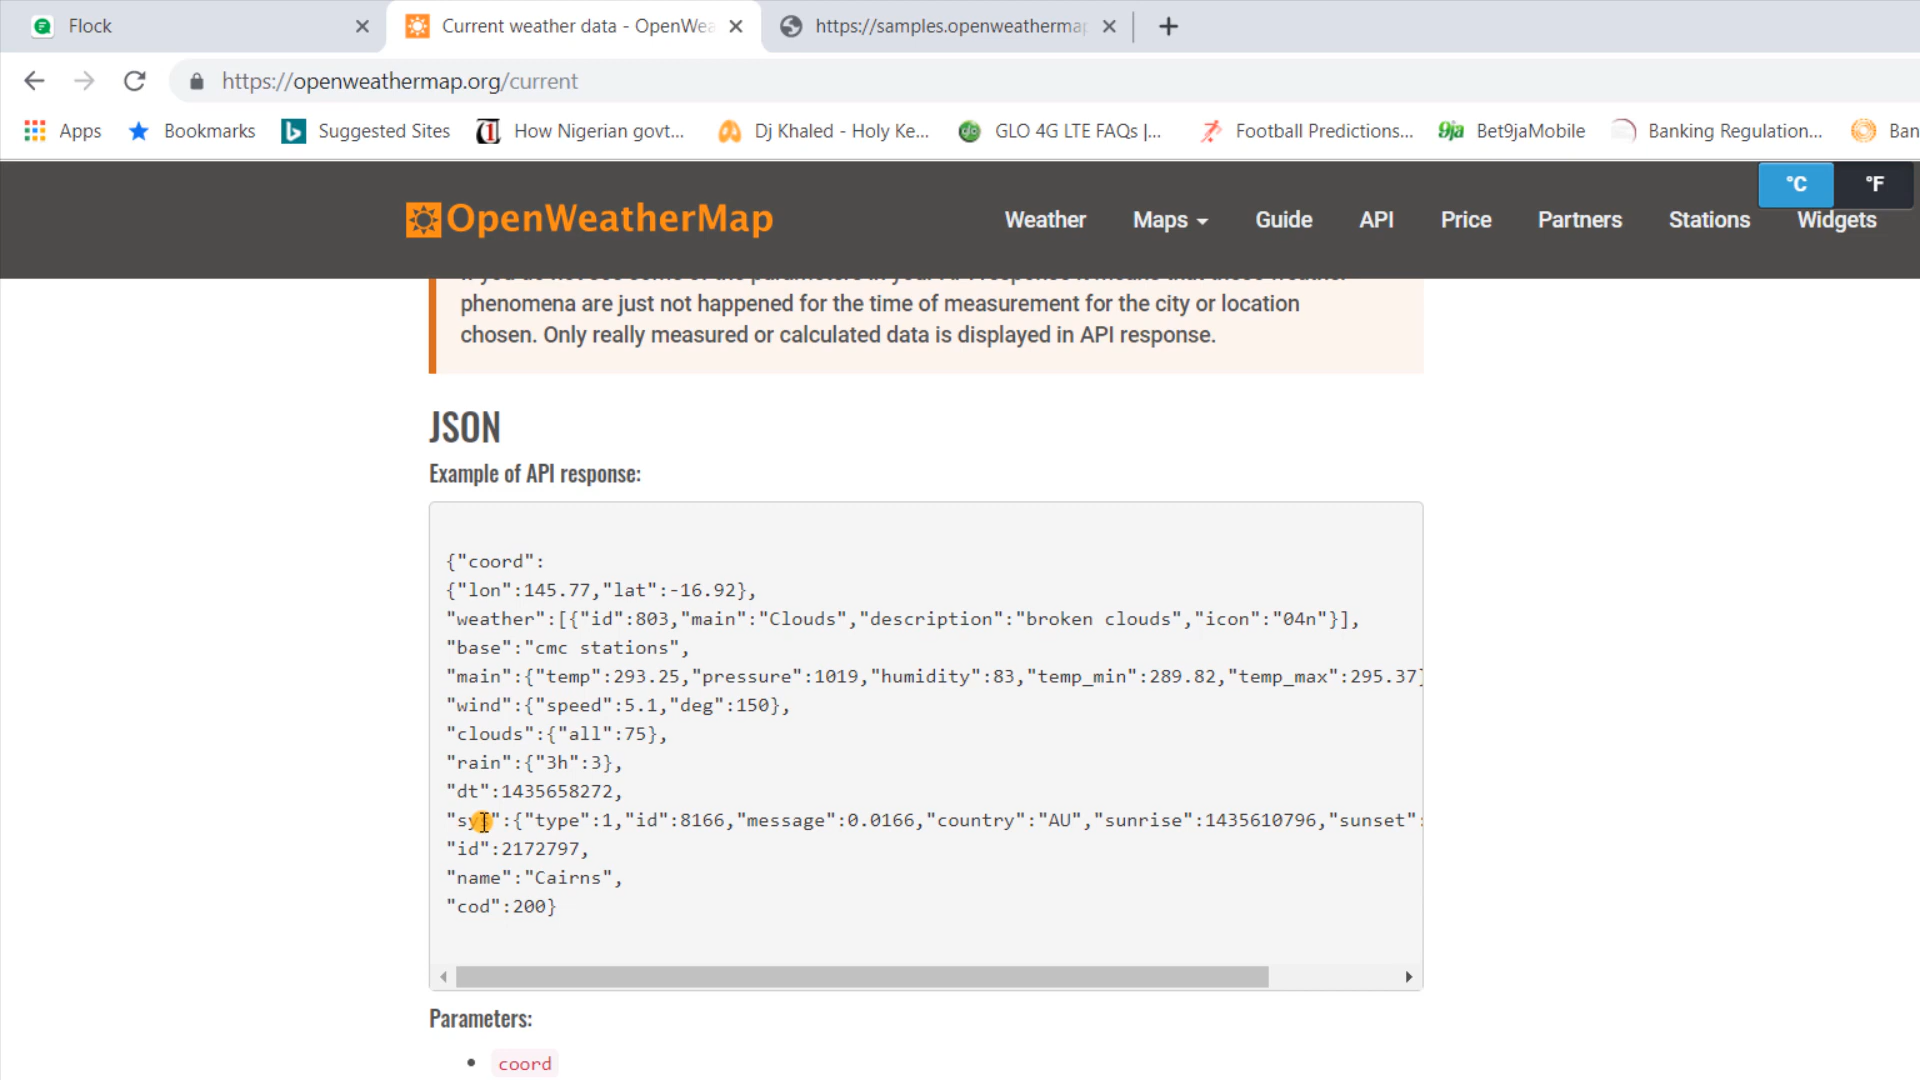 Flock
Current weather data - OpenWea
https://samples.openweathermap
https://openweathermap.org/current
Apps
Bookmarks
Suggested Sites
How Nigerian govt...
Dj Khaled - Holy Ke...
GLO 4G LTE FAQs |...
Football Predictions...
9ja Bet9jaMobile
Banking Regulation...
Ban
°C °F
OpenWeatherMap
Weather Maps Guide API Price Partners Stations Widgets
phenomena are just not happened for the time of measurement for the city or location
chosen. Only really measured or calculated data is displayed in API response.
JSON
Example of API response:
{"coord":
{"lon":145.77,"lat":-16.92},
"weather":[{"id":803,"main":"Clouds","description":"broken clouds","icon":"04n"}],
"base":"cmc stations",
"main":{"temp":293.25,"pressure":1019,"humidity":83,"temp_min":289.82,"temp_max":295.37}
"wind":{"speed":5.1,"deg":150},
"clouds":{"all":75},
"rain":{"3h":3},
"dt":1435658272,
"sys":{"type":1,"id":8166,"message":0.0166,"country":"AU","sunrise":1435610796,"sunset":
"id":2172797,
"name":"Cairns",
"cod":200}
Parameters:
coord